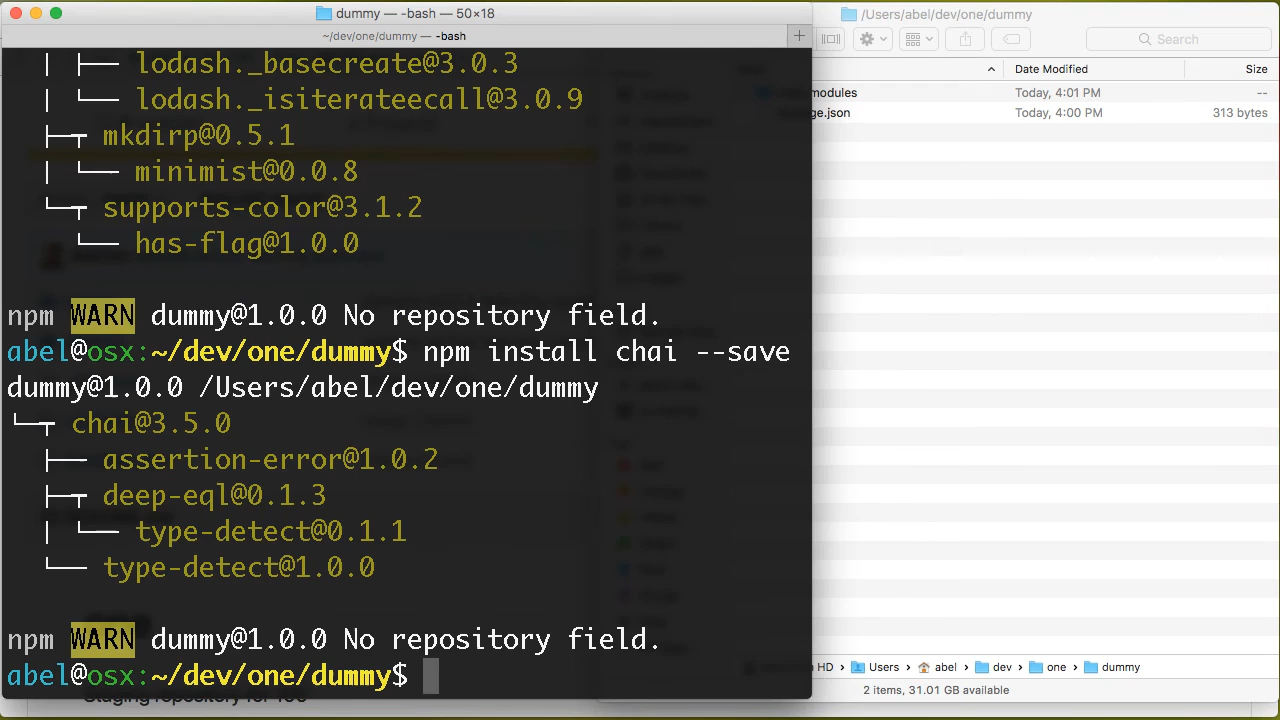 dummy — -bash — 50×18
~/dev/one/dummy — -bash
│ ├── lodash._basecreate@3.0.3
│ └── lodash._isiterateecall@3.0.9
├─┬ mkdirp@0.5.1
│ └── minimist@0.0.8
└─┬ supports-color@3.1.2
└── has-flag@1.0.0
npm WARN dummy@1.0.0 No repository field.
abel@osx:~/dev/one/dummy$ npm install chai --save
dummy@1.0.0 /Users/abel/dev/one/dummy
└─┬ chai@3.5.0
├── assertion-error@1.0.2
├─┬ deep-eql@0.1.3
│ └── type-detect@0.1.1
└── type-detect@1.0.0
npm WARN dummy@1.0.0 No repository field.
abel@osx:~/dev/one/dummy$
/Users/abel/dev/one/dummy
Search
Date Modified Size
modules Today, 4:01 PM --
ge.json Today, 4:00 PM 313 bytes
HD › Users › abel › dev › one › dummy
2 items, 31.01 GB available